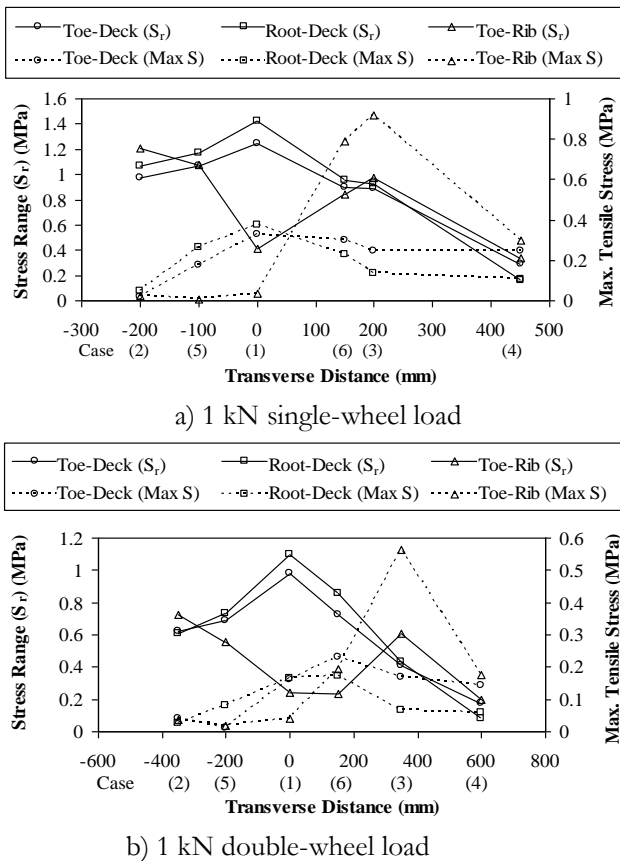 Toe-Deck (Sr) Root-Deck (Sr) Toe-Rib (Sr)
Toe-Deck (Max S) Root-Deck (Max S) Toe-Rib (Max S)
Stress Range (Sr) (MPa)
1.6
1.4
1.2
1
0.8
0.6
0.4
0.2
0
1
0.8
0.6
0.4
0.2
0
Max. Tensile Stress (MPa)
-300 -200 -100 0 100 200 300 400 500
Case (2) (5) (1) (6) (3) (4)
Transverse Distance (mm)
a) 1 kN single-wheel load
Toe-Deck (Sr) Root-Deck (Sr) Toe-Rib (Sr)
Toe-Deck (Max S) Root-Deck (Max S) Toe-Rib (Max S)
Stress Range (Sr) (MPa)
1.2
1
0.8
0.6
0.4
0.2
0
0.6
0.5
0.4
0.3
0.2
0.1
0
Max. Tensile Stress (MPa)
-600 -400 -200 0 200 400 600 800
Case (2) (5) (1) (6) (3) (4)
Transverse Distance (mm)
b) 1 kN double-wheel load